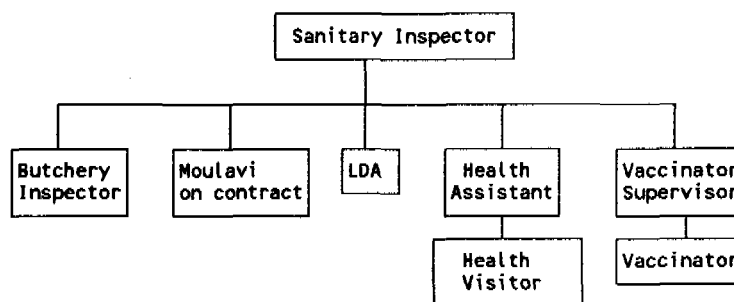 Sanitary Inspector
Butchery
Inspector
Moulavi
on contract
LDA
Health
Assistant
Vaccinator
Supervisor
Health
Visitor
Vaccinator